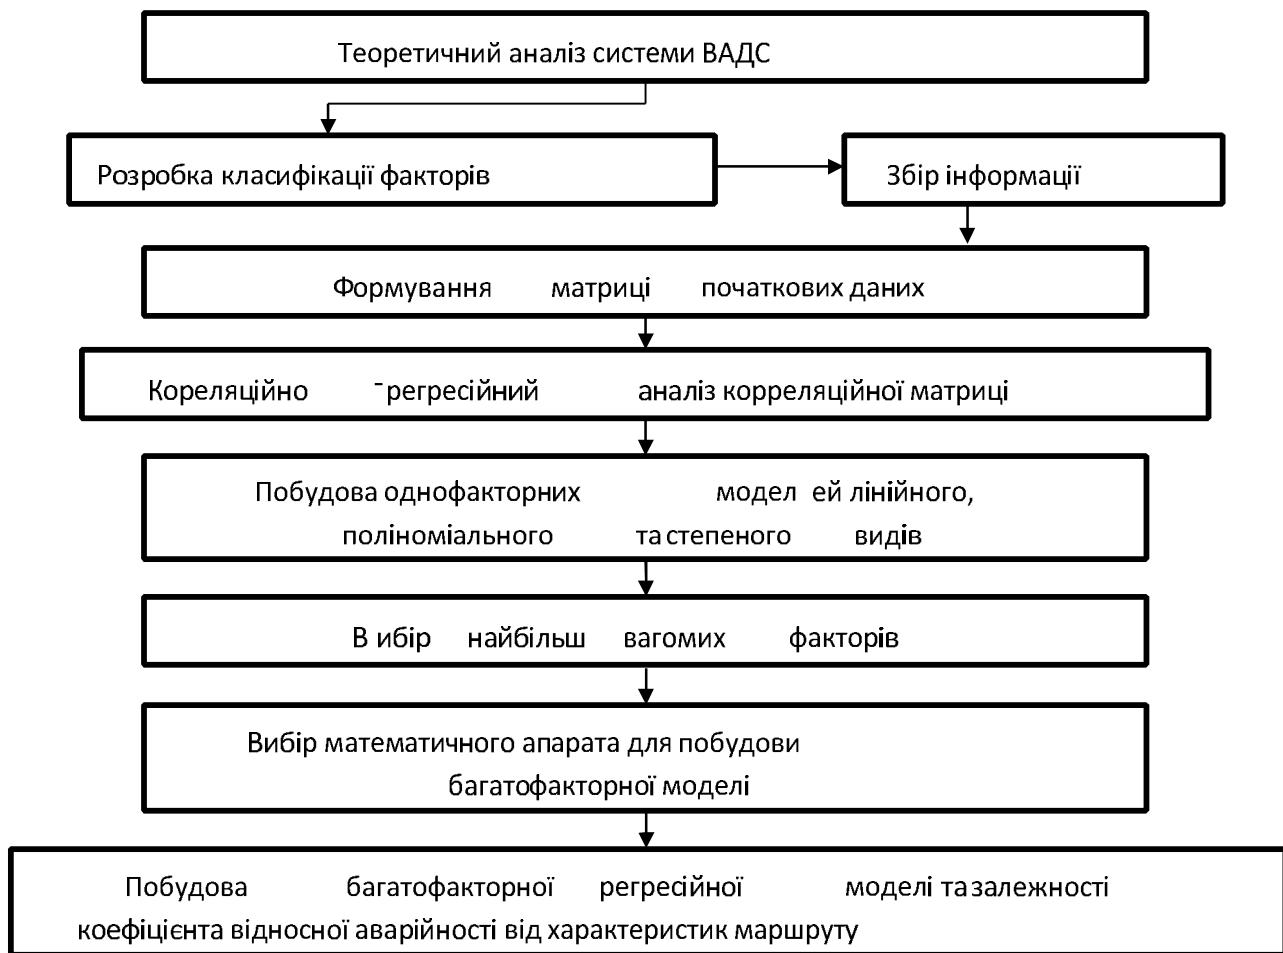 Теоретичний аналіз системи ВАДС
Розробка класифікації факторів
Збір інформації
Формування матриці початкових даних
Кореляційно -регресійний аналіз корреляційної матриці
Побудова однофакторних модел ей лінійного,
поліноміального та степеного видів
В ибір найбільш вагомих факторів
Вибір математичного апарата для побудови
багатофакторної моделі
Побудова багатофакторної регресійної моделі та залежності
коефіцієнта відносної аварійності від характеристик маршруту